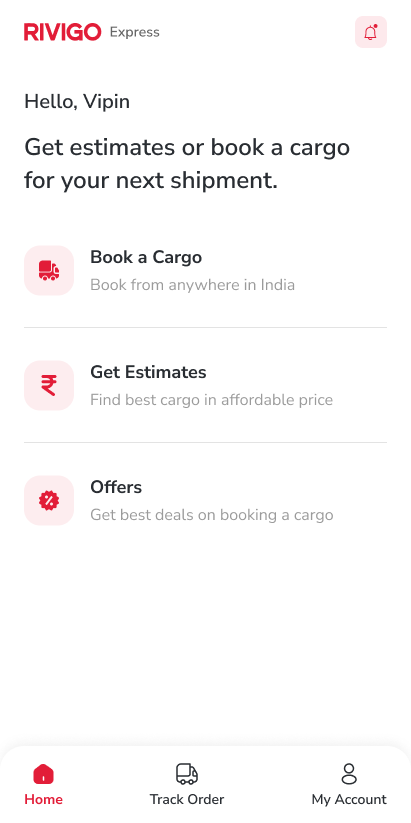 RIVIGO Express
Hello, Vipin
Get estimates or book a cargo
for your next shipment.
Book a Cargo
Book from anywhere in India
₹
Get Estimates
Find best cargo in affordable price
Offers
Get best deals on booking a cargo
Home
Track Order
My Account